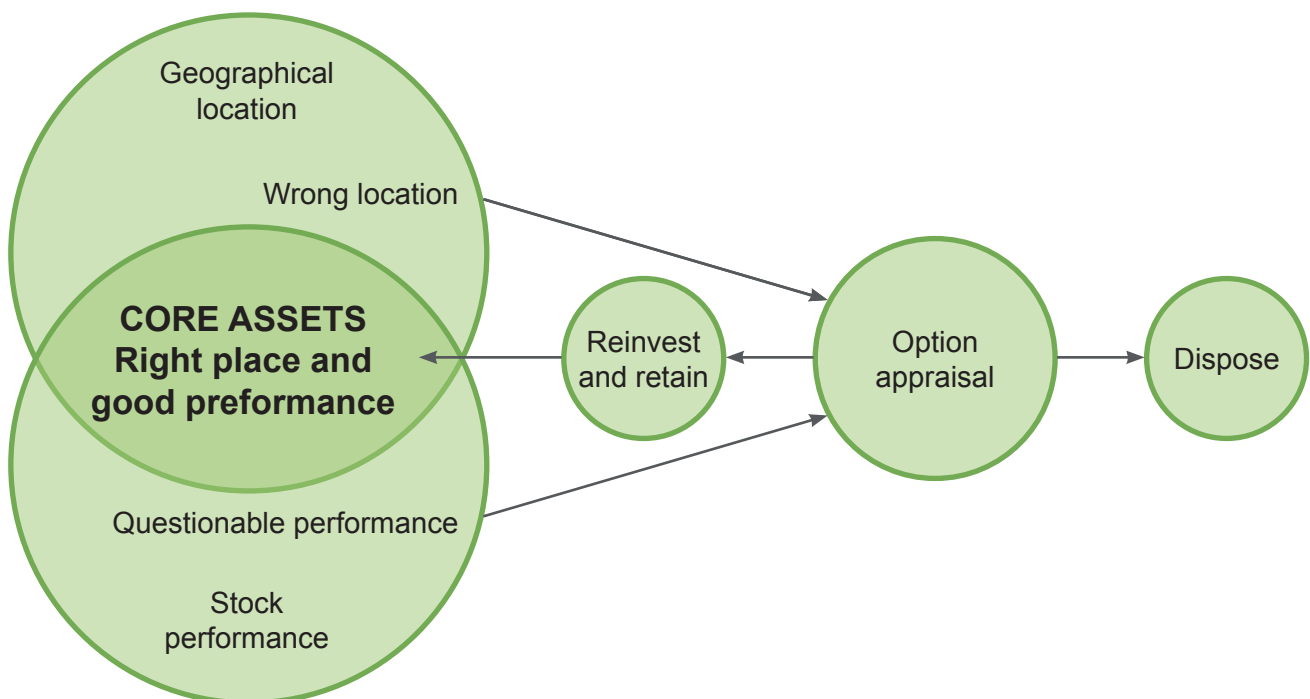 Geographical
location
Wrong location
CORE ASSETS
Right place and
good preformance
Questionable performance
Stock
performance
Reinvest
and retain
Option
appraisal
Dispose